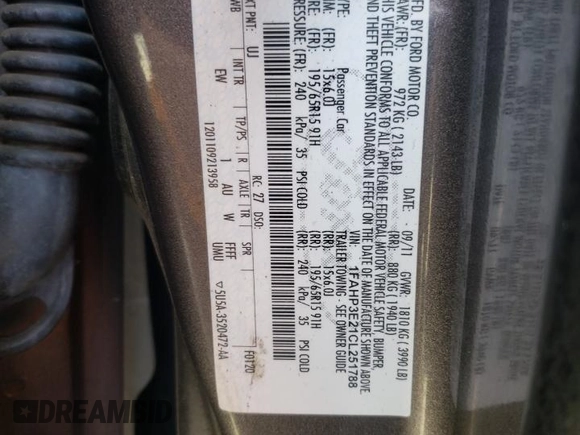 MFD. BY FORD MOTOR CO.
DATE: 09/11 GVWR: 1810 KG ( 3990 LB)
GAWR: (FR): 972 KG ( 2143 LB) (RR): 880 KG ( 1940 LB)
THIS VEHICLE CONFORMS TO ALL APPLICABLE FEDERAL MOTOR VEHICLE SAFETY, BUMPER,
AND THEFT PREVENTION STANDARDS IN EFFECT ON THE DATE OF MANUFACTURE SHOWN ABOVE
VIN: 1FAHP3E21CL251788
TYPE: Passenger Car
TRAILER TOWING - SEE OWNER GUIDE
(FR): 15x6.0J (RR): 15x6.0J
(FR): 195/65R15 91H (RR): 195/65R15 91H
PRESSURE: (FR): 240 kPa/ 35 PSI COLD (RR): 240 kPa/ 35 PSI COLD
EXT PNT: UJ RC: 27 DSO: F0120
WB INT TR TP/PS R AXLE TR SPR
EW 1 AU W FFFF UMU
1201109213958 5U5A-3520472-AA
DREAMBID